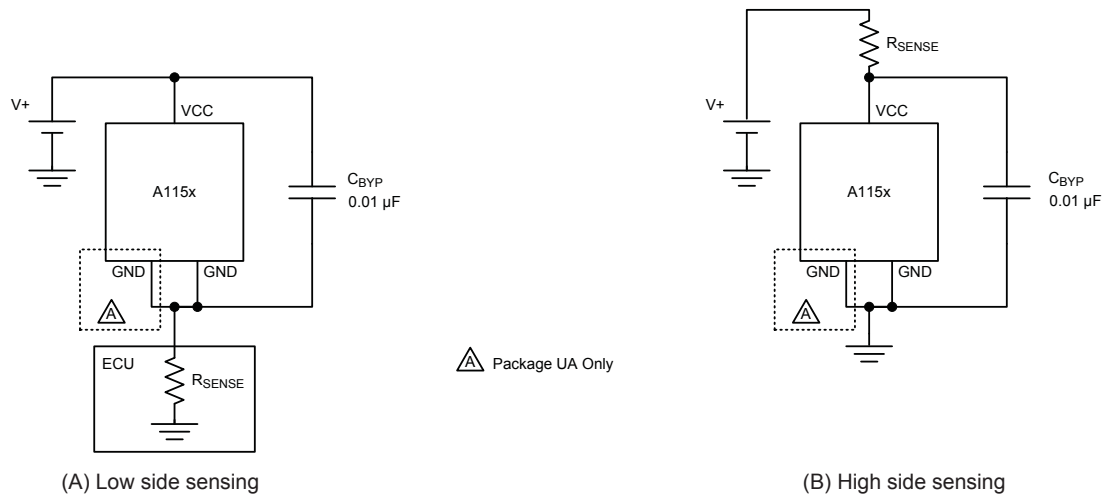 V+
VCC
A115x
CBYP
0.01 µF
GND
GND
A
ECU
RSENSE
(A) Low side sensing
A Package UA Only
RSENSE
V+
VCC
A115x
CBYP
0.01 µF
GND
GND
A
(B) High side sensing